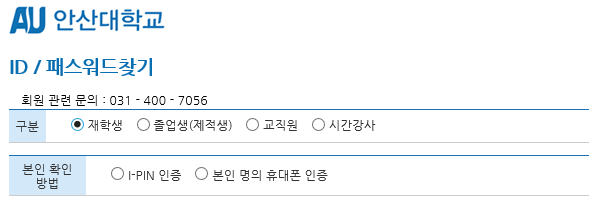 AU 안산대학교
ID / 패스워드찾기
회원 관련 문의 : 031 - 400 - 7056
구분 재학생 졸업생(제적생) 교직원 시간강사
본인 확인
방법
I-PIN 인증 본인 명의 휴대폰 인증